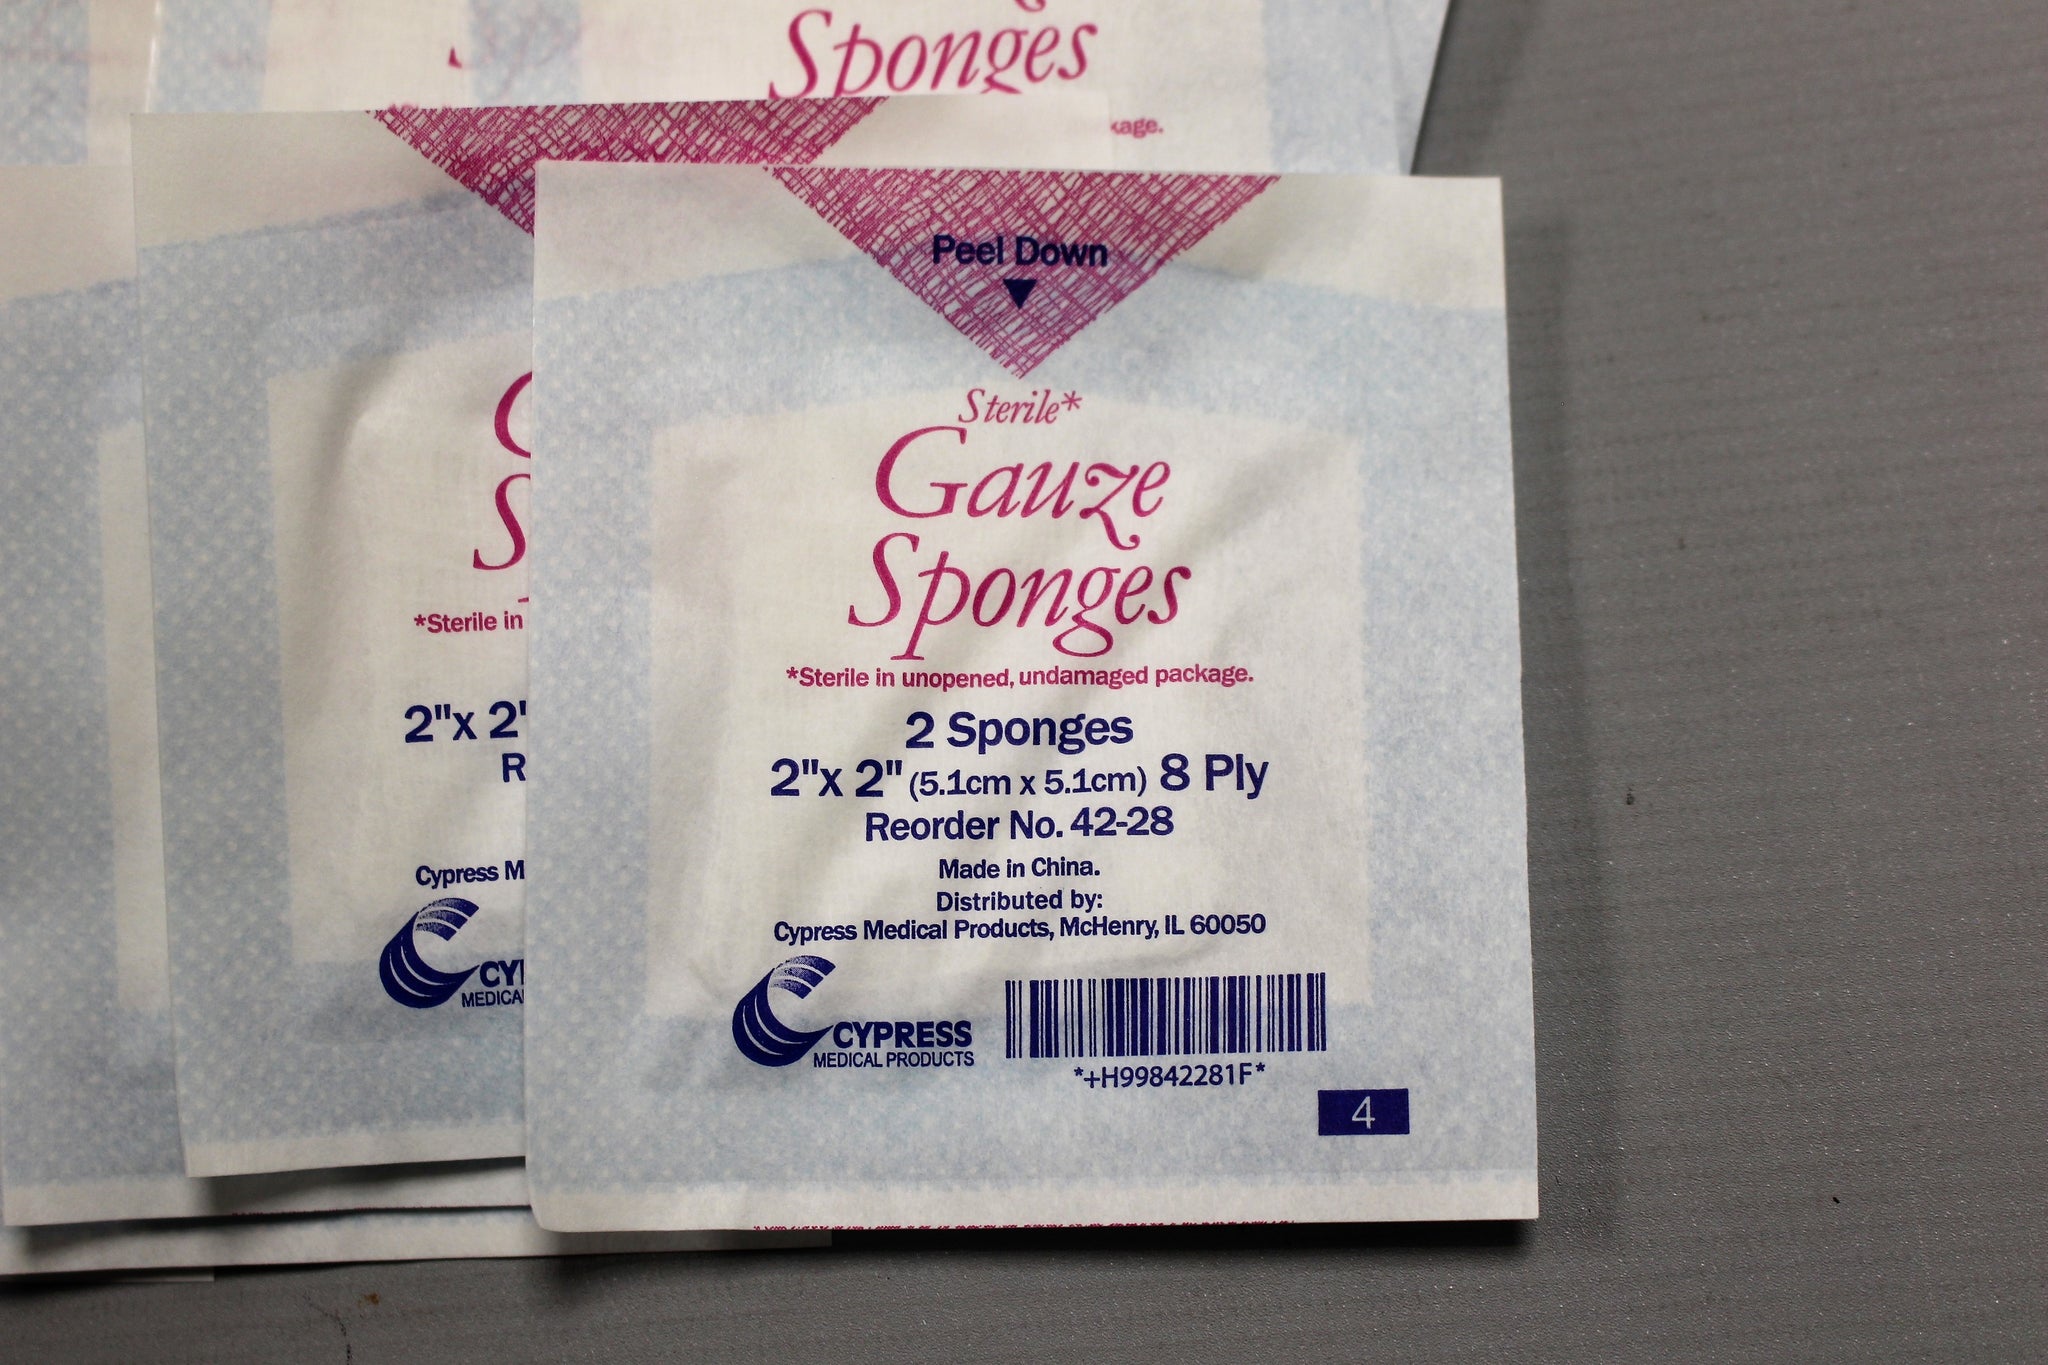 Sponges
kage.
Peel Down
Sterile*
Gauze
Sponges
*Sterile in unopened, undamaged package.
2 Sponges
2"x 2" (5.1cm x 5.1cm) 8 Ply
Reorder No. 42-28
Made in China.
Distributed by:
Cypress Medical Products, McHenry, IL 60050
CYPRESS
MEDICAL PRODUCTS
*+H99842281F*
4
G
S
*Sterile in
2"x 2"
R
Cypress M
CY
MEDICA